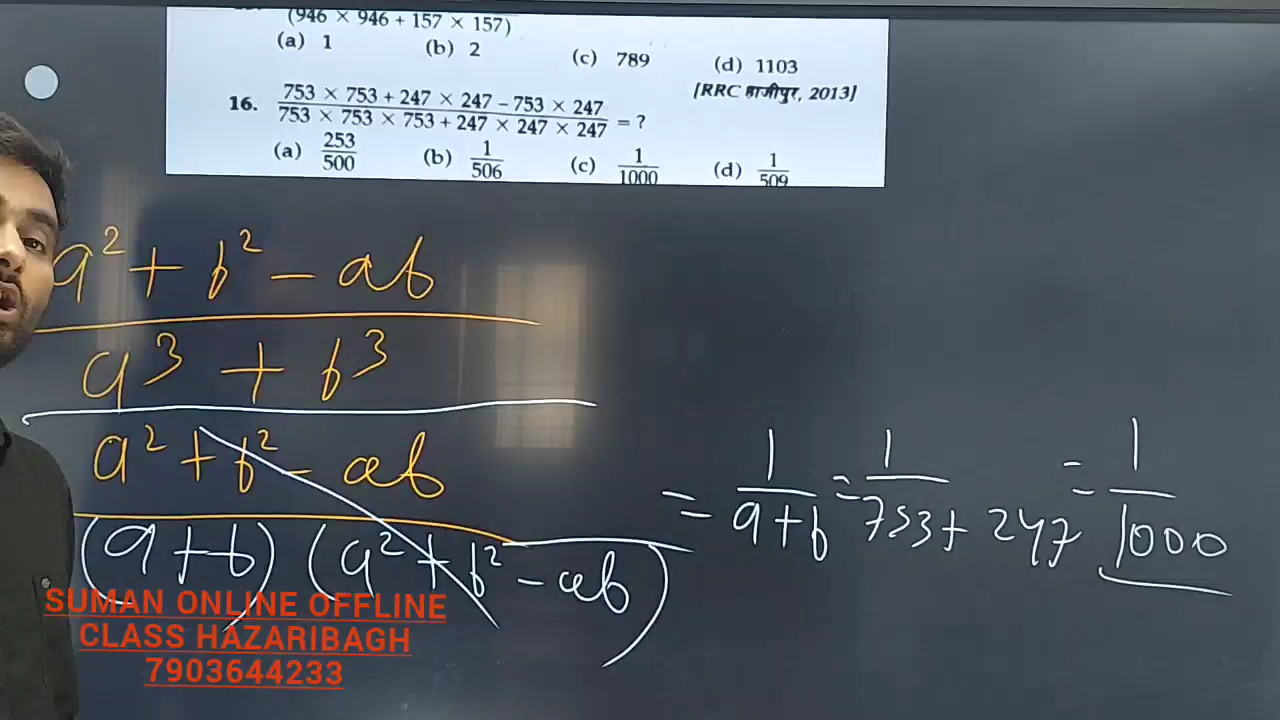 (946 × 946 + 157 × 157)
(a) 1 (b) 2 (c) 789 (d) 1103
[RRC हाजीपुर, 2013]
16. 753 × 753 + 247 × 247 – 753 × 247
753 × 753 × 753 + 247 × 247 × 247 = ?
(a) 253/500 (b) 1/506 (c) 1/1000 (d) 1/509
a² + b² – ab
a³ + b³
a² + b² – ab
(a+b) (a² + b² – ab)
= 1/a+b = 1/753+247 = 1/1000
SUMAN ONLINE OFFLINE
CLASS HAZARIBAGH
7903644233